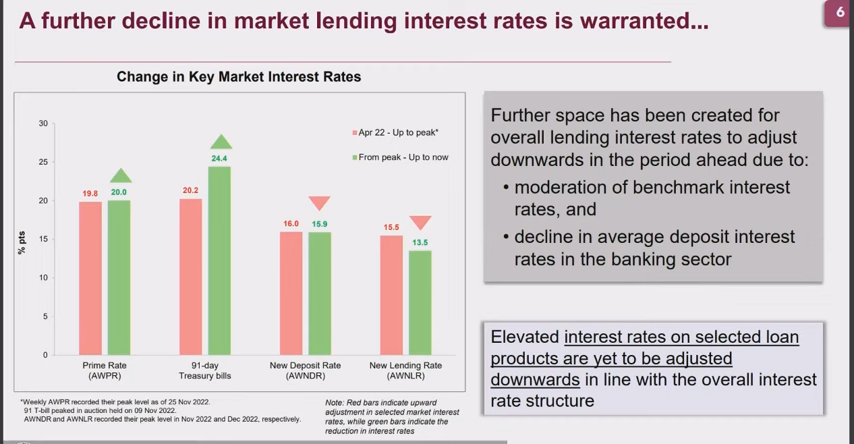 A further decline in market lending interest rates is warranted...
6
Change in Key Market Interest Rates
30
25
20
15
10
5
0
% pts
Apr 22 - Up to peak*
From peak - Up to now
19.8
20.0
20.2
24.4
16.0
15.9
15.5
13.5
Prime Rate
(AWPR)
91-day
Treasury bills
New Deposit Rate
(AWNDR)
New Lending Rate
(AWNLR)
*Weekly AWPR recorded their peak level as of 25 Nov 2022.
91 T-bill peaked in auction held on 09 Nov 2022.
AWNDR and AWNLR recorded their peak level in Nov 2022 and Dec 2022, respectively.
Note: Red bars indicate upward
adjustment in selected market interest
rates, while green bars indicate the
reduction in interest rates
Further space has been created for
overall lending interest rates to adjust
downwards in the period ahead due to:
• moderation of benchmark interest
rates, and
• decline in average deposit interest
rates in the banking sector
Elevated interest rates on selected loan
products are yet to be adjusted
downwards in line with the overall interest
rate structure